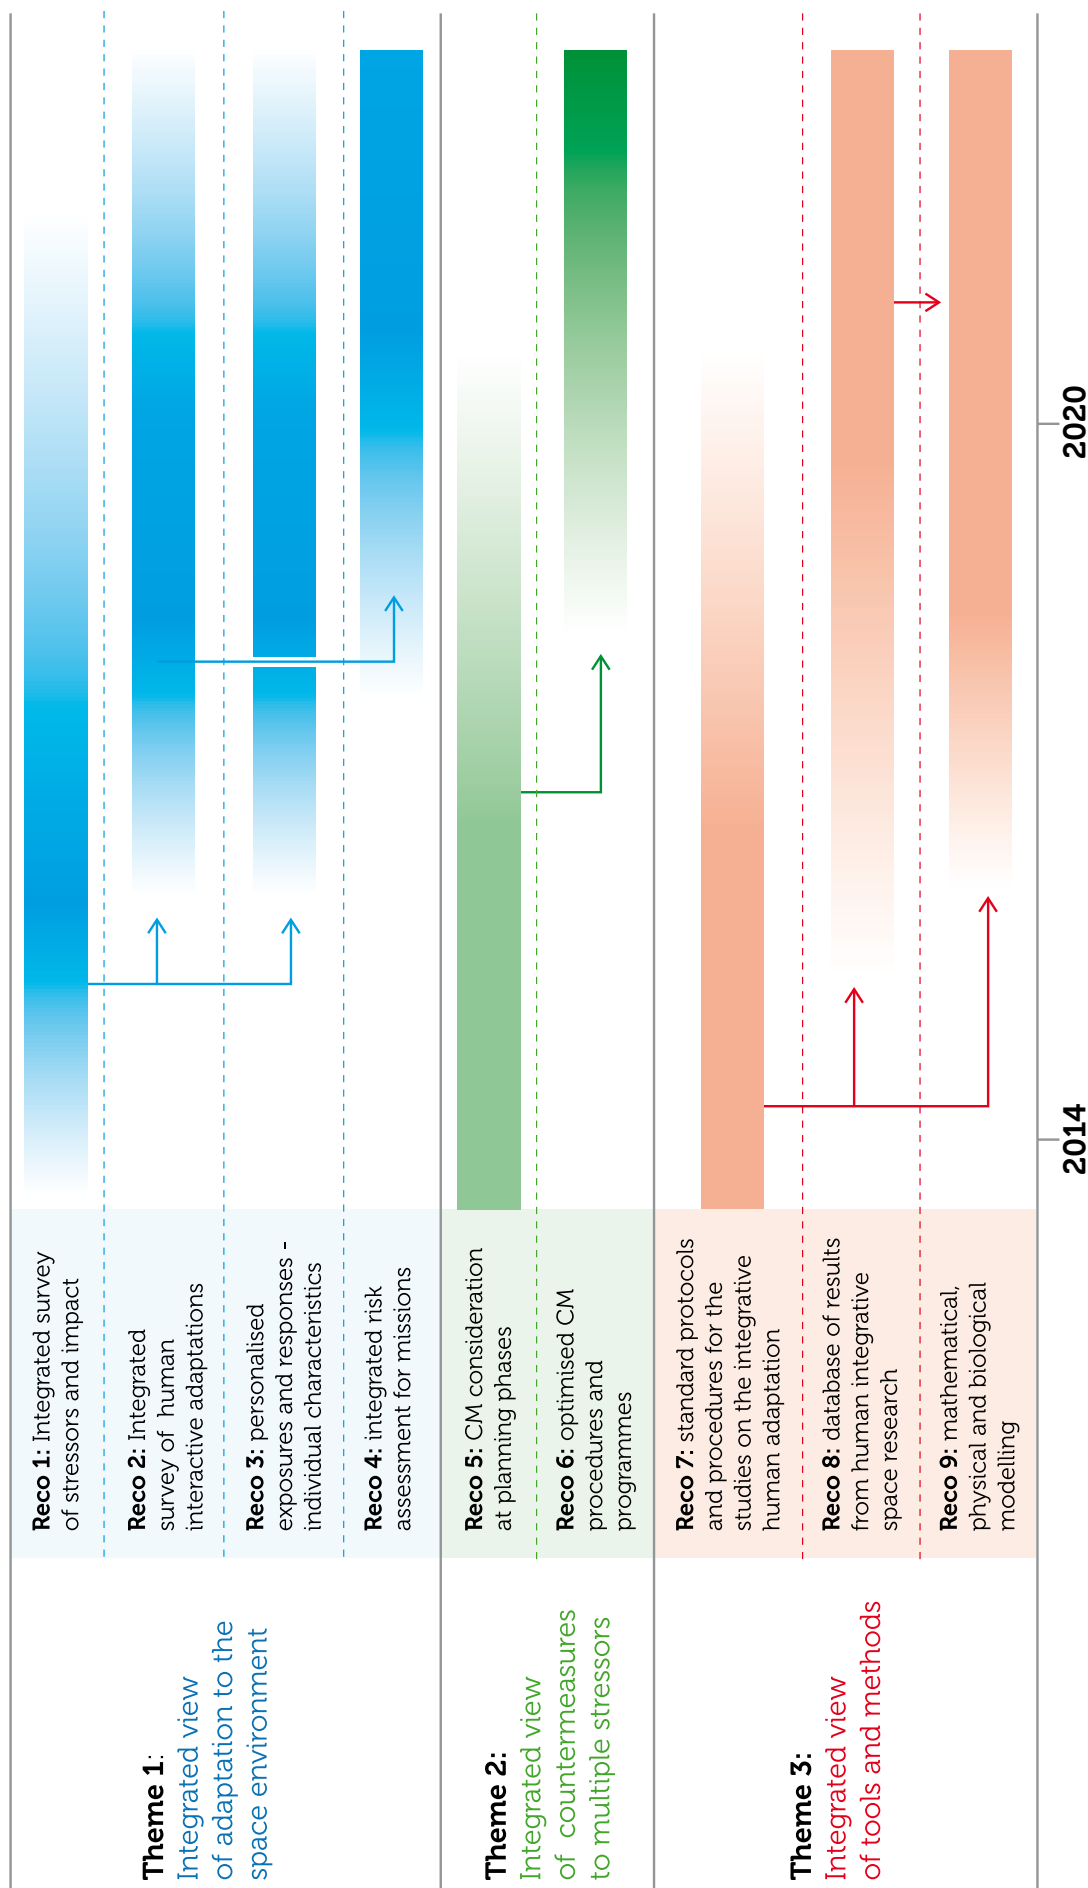 Theme 1:
Integrated view
of adaptation to the
space environment
Reco 1: Integrated survey
of stressors and impact
Reco 2: Integrated
survey of human
interactive adaptations
Reco 3: personalised
exposures and responses -
individual characteristics
Reco 4: integrated risk
assessment for missions
Theme 2:
Integrated view
of countermeasures
to multiple stressors
Reco 5: CM consideration
at planning phases
Reco 6: optimised CM
procedures and
programmes
Theme 3:
Integrated view
of tools and methods
Reco 7: standard protocols
and procedures for the
studies on the integrative
human adaptation
Reco 8: database of results
from human integrative
space research
Reco 9: mathematical,
physical and biological
modelling
2014
2020